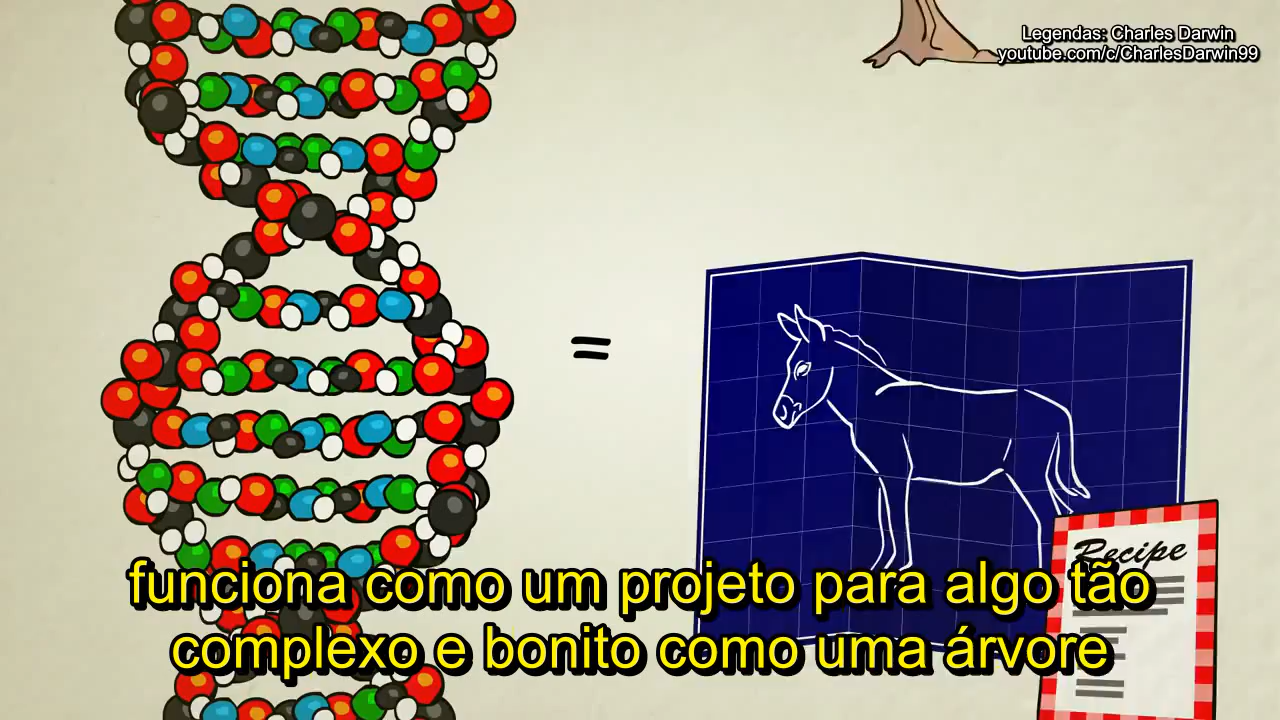 Legendas: Charles Darwin
youtube.com/c/CharlesDarwin99
=
Recipe
funciona como um projeto para algo tão
complexo e bonito como uma árvore